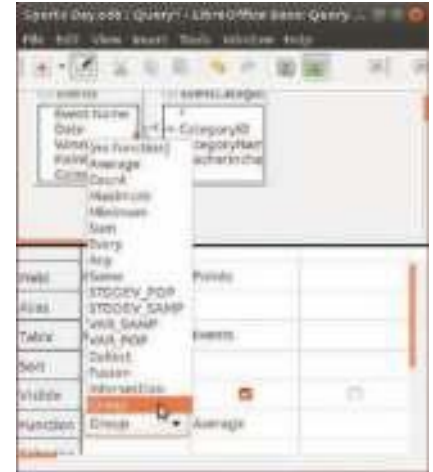 Sports Day.odb : Query1 - LibreOffice Base: Query ...
File Edit View Insert Tools Window Help
Events
Event Name
Date
Points
*
CategoryID
CategoryName
[no function]
Average
Count
Maximum
Minimum
Sum
Every
Any
Some
STDDEV_POP
STDDEV_SAMP
VAR_SAMP
VAR_POP
Collect
Fusion
Intersection
Group
Field
Points
Alias
Table
Events
Sort
Visible
Function
Group
Average